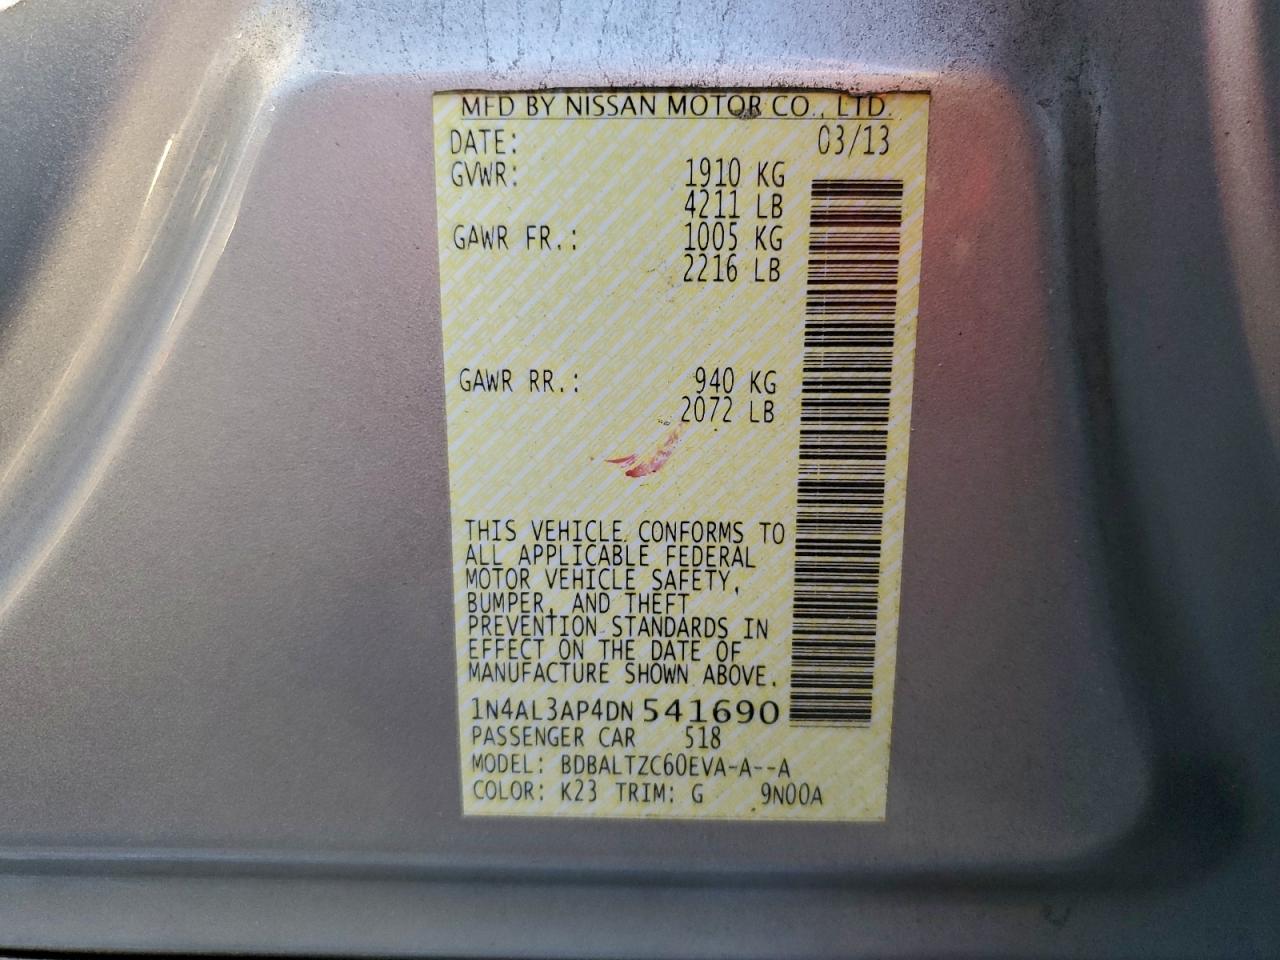 MFD BY NISSAN MOTOR CO., LTD.
DATE: 03/13
GVWR: 1910 KG
4211 LB
GAWR FR.: 1005 KG
2216 LB
GAWR RR.: 940 KG
2072 LB
THIS VEHICLE CONFORMS TO
ALL APPLICABLE FEDERAL
MOTOR VEHICLE SAFETY,
BUMPER, AND THEFT
PREVENTION STANDARDS IN
EFFECT ON THE DATE OF
MANUFACTURE SHOWN ABOVE.
1N4AL3AP4DN541690
PASSENGER CAR 518
MODEL: BDBALTZC60EVA-A--A
COLOR: K23 TRIM: G 9N00A